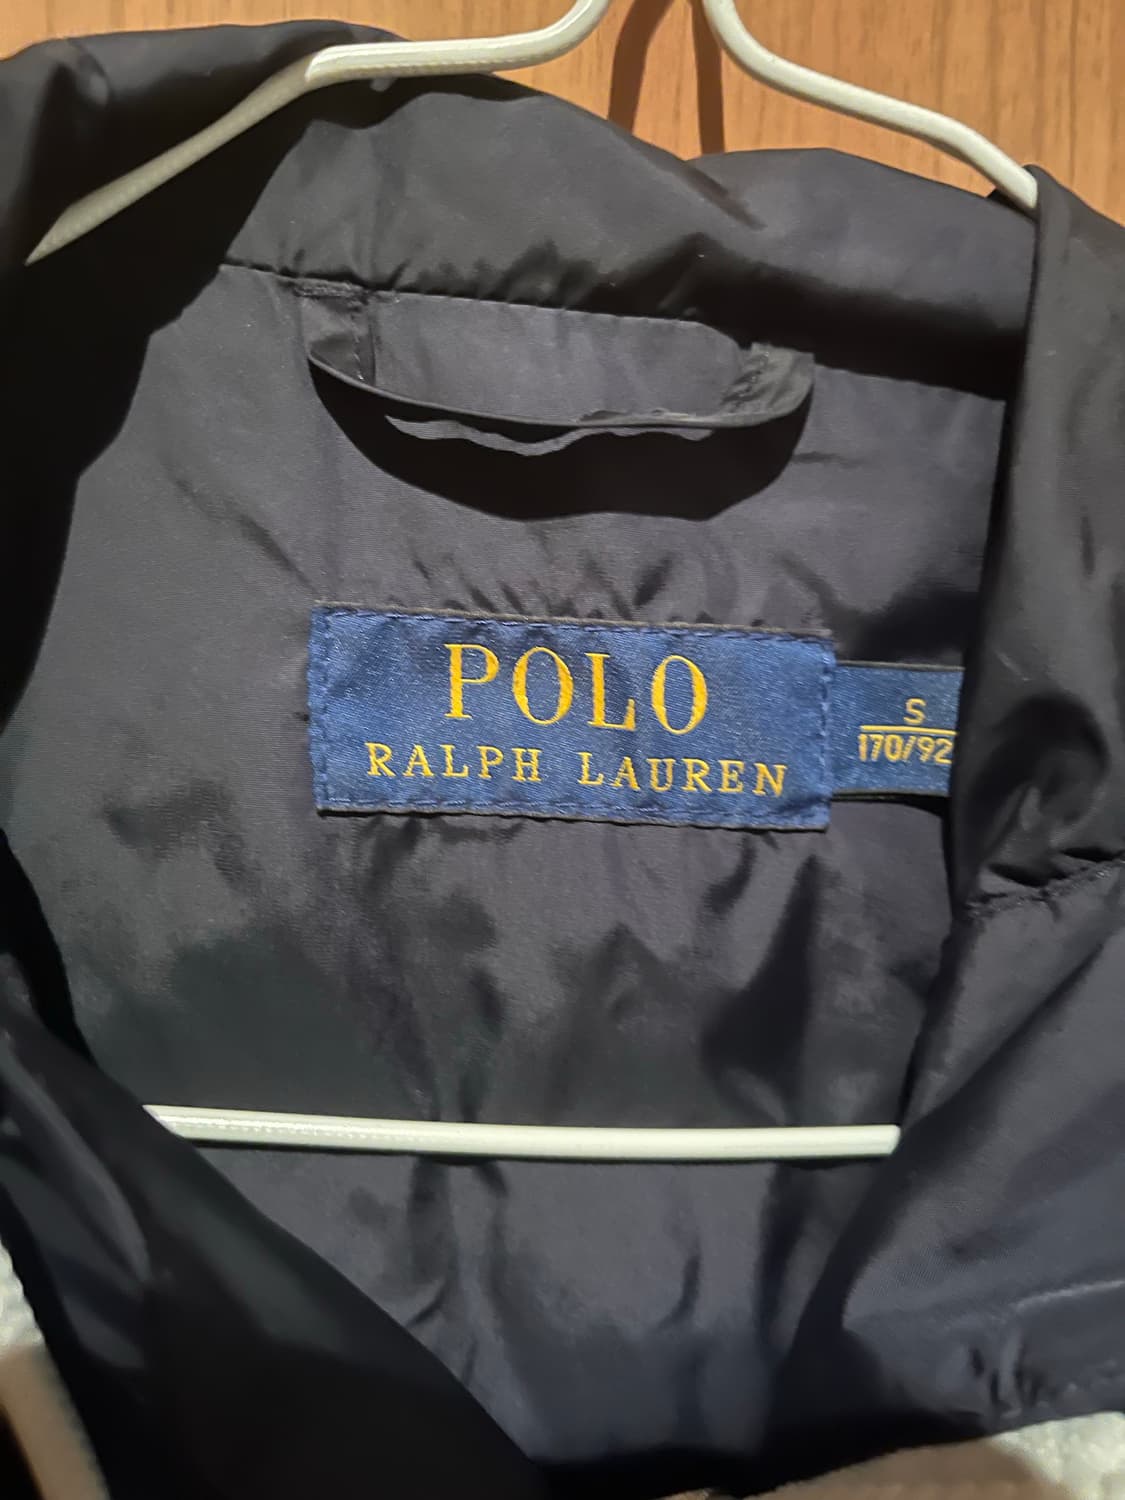 POLO
RALPH LAUREN
S
170/92